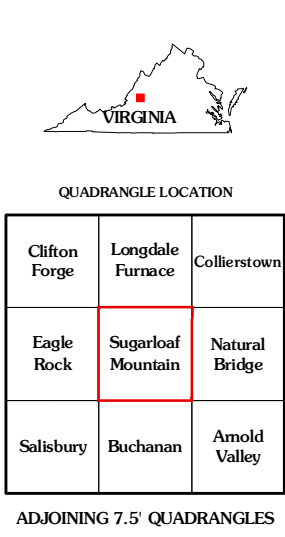 VIRGINIA
QUADRANGLE LOCATION
Clifton
Forge
Longdale
Furnace
Collierstown
Eagle
Rock
Sugarloaf
Mountain
Natural
Bridge
Salisbury
Buchanan
Arnold
Valley
ADJOINING 7.5' QUADRANGLES